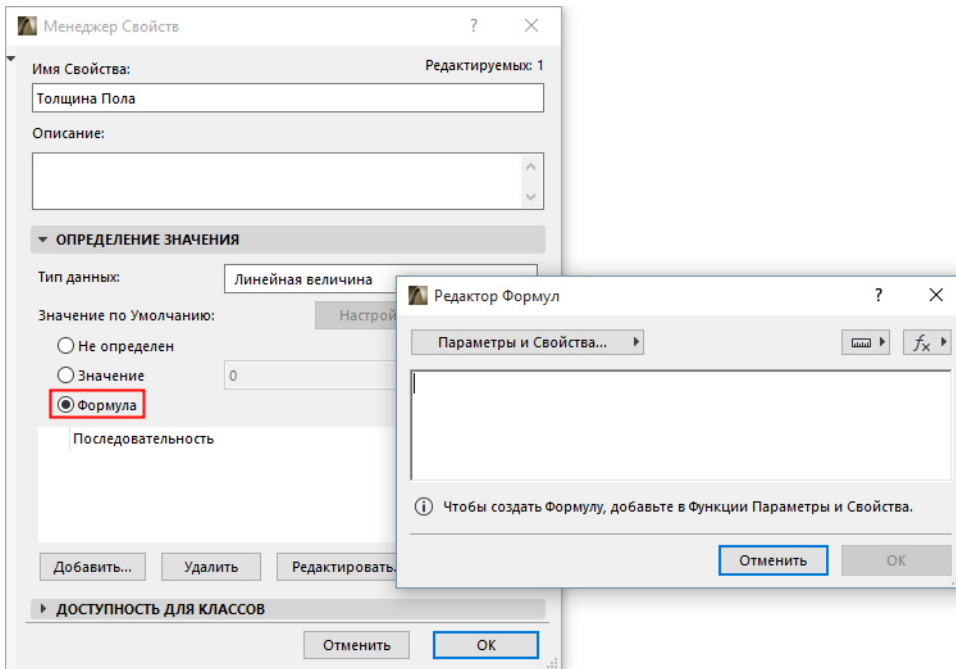 Менеджер Свойств
?
Имя Свойства:
Редактируемых: 1
Толщина Пола
Описание:
ОПРЕДЕЛЕНИЕ ЗНАЧЕНИЯ
Тип данных:
Линейная величина
Значение по Умолчанию:
Настрой
Не определен
Значение
0
Формула
Последовательность
Добавить...
Удалить
Редактировать.
ДОСТУПНОСТЬ ДЛЯ КЛАССОВ
Отменить
OK
Редактор Формул
?
Параметры и Свойства...
fx
Чтобы создать Формулу, добавьте в Функции Параметры и Свойства.
Отменить
OK